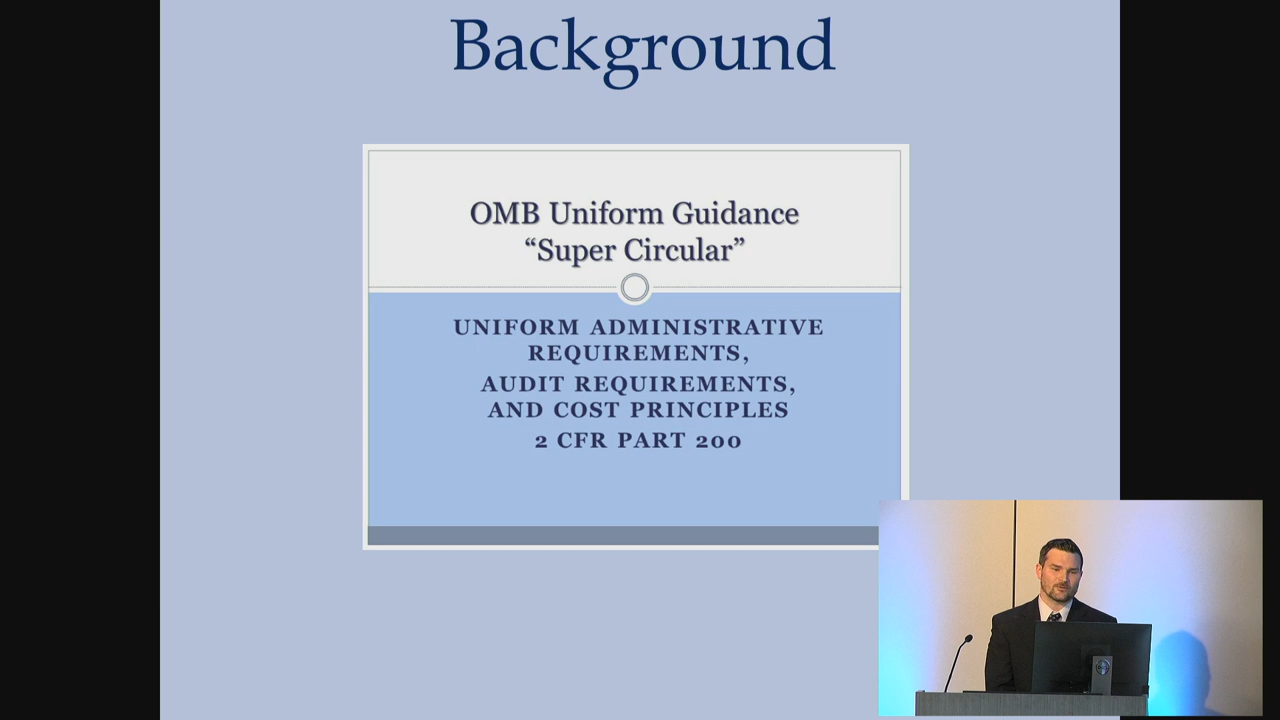 Background
OMB Uniform Guidance
“Super Circular”
UNIFORM ADMINISTRATIVE
REQUIREMENTS,
AUDIT REQUIREMENTS,
AND COST PRINCIPLES
2 CFR PART 200